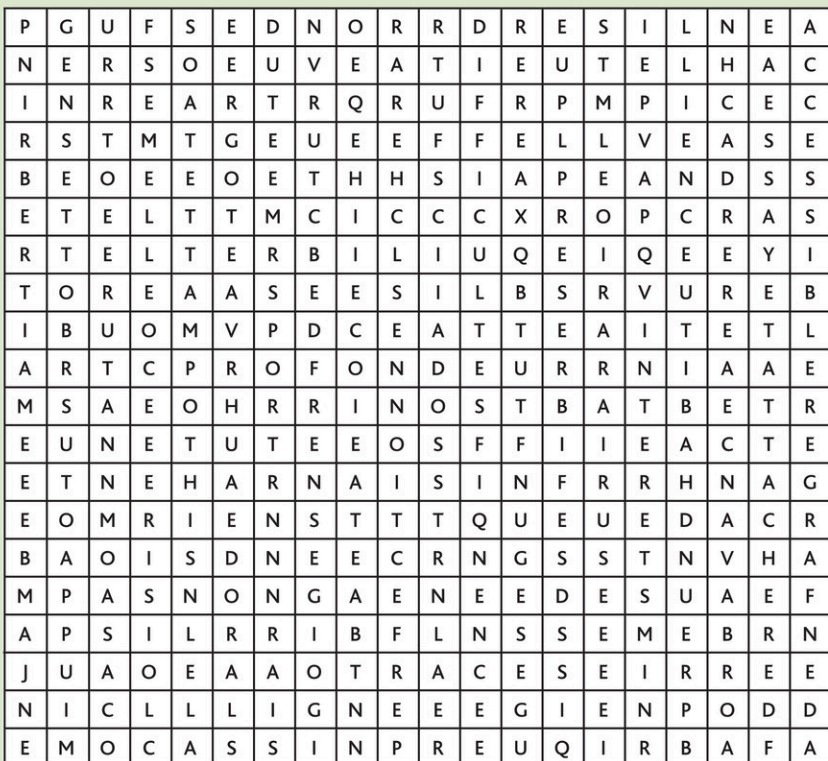 P G U F S E D N O R R D R E S I L N E A
N E R S O E U V E A T I E U T E L H A C
I N R E A R T R Q R U F R P M P I C E C
R S T M T G E U E E F F E L L V E A S E
B E O E E O E T H H S I A P E A N D S S
E T E L T T M C I C C C X R O P C R A S
R T E L T E R B I L I U Q E I Q E E Y I
T O R E A A S E E S I L B S R V U R E B
I B U O M V P D C E A T T E A I T E T L
A R T C P R O F O N D E U R R N I A A E
M S A E O H R R I N O S T B A T B E T R
E U N E T U T E E O S F F I I E A C T E
E T N E H A R N A I S I N F R R H N A G
E O M R I E N S T T T Q U E U E D A C R
B A O I S D N E E C R N G S S T N V H A
M P A S N O N G A E N E E D E S U A E F
A P S I L R R I B F L N S S E M E B R N
J U A O E A A O T R A C E S E I R R E E
N I C L L L I G N E E E G I E N P O D D
E M O C A S S I N P R E U Q I R B A F A